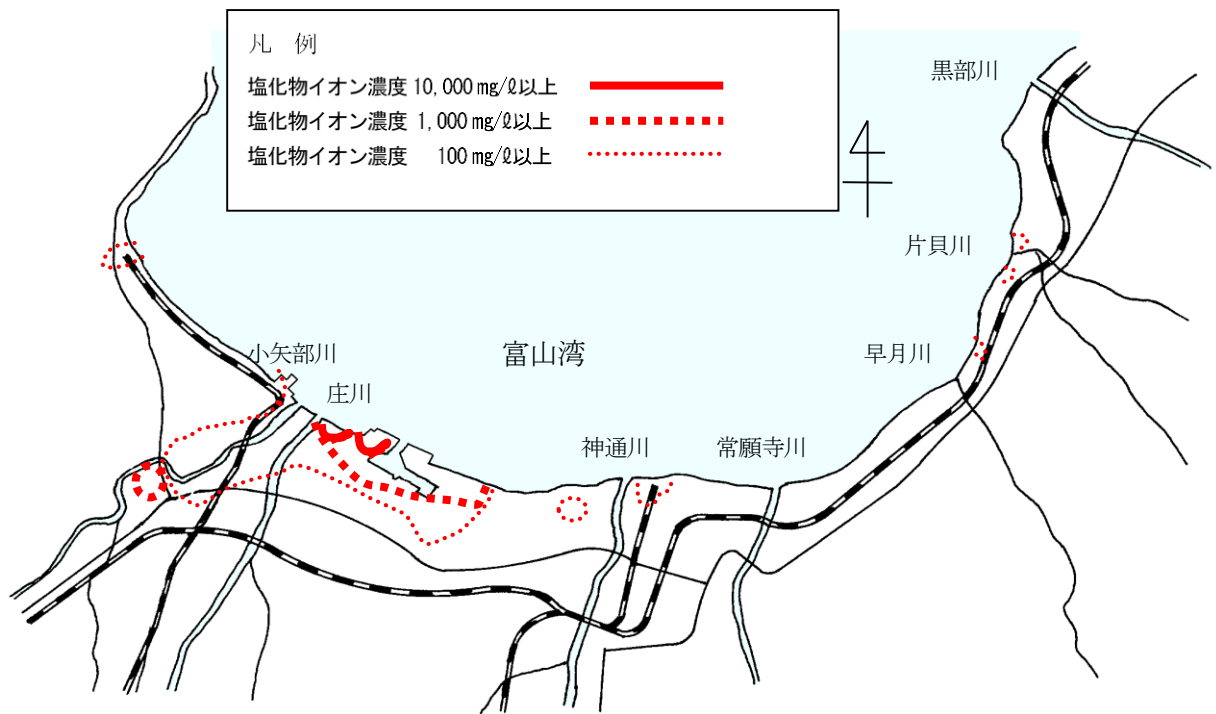 凡　例
塩化物イオン濃度 10,000 mg/ℓ以上
塩化物イオン濃度 1,000 mg/ℓ以上
塩化物イオン濃度 100 mg/ℓ以上
黒部川
片貝川
早月川
小矢部川
富山湾
庄川
神通川
常願寺川